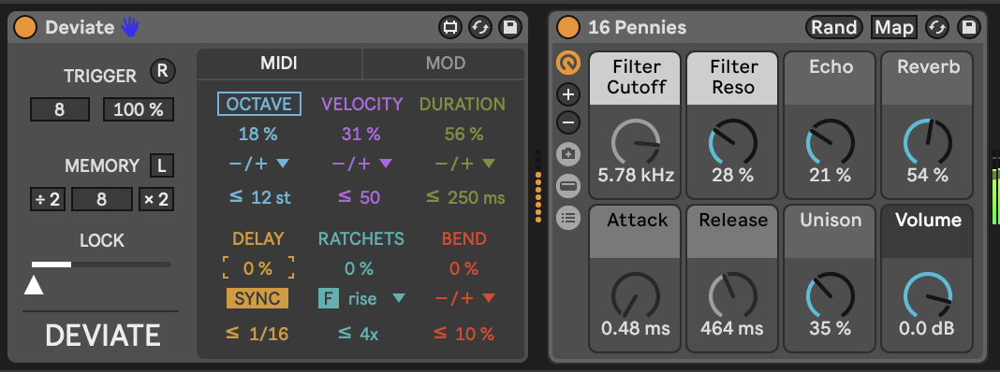 Deviate
TRIGGER R
8 100 %
MEMORY L
÷ 2 8 × 2
LOCK
DEVIATE
MIDI MOD
OCTAVE VELOCITY DURATION
18 % 31 % 56 %
−/+ −/+ −/+
≤ 12 st ≤ 50 ≤ 250 ms
DELAY RATCHETS BEND
0 % 0 % 0 %
SYNC F rise −/+
≤ 1/16 ≤ 4x ≤ 10 %
16 Pennies Rand Map
Filter Cutoff Filter Reso Echo Reverb
5.78 kHz 28 % 21 % 54 %
Attack Release Unison Volume
0.48 ms 464 ms 35 % 0.0 dB